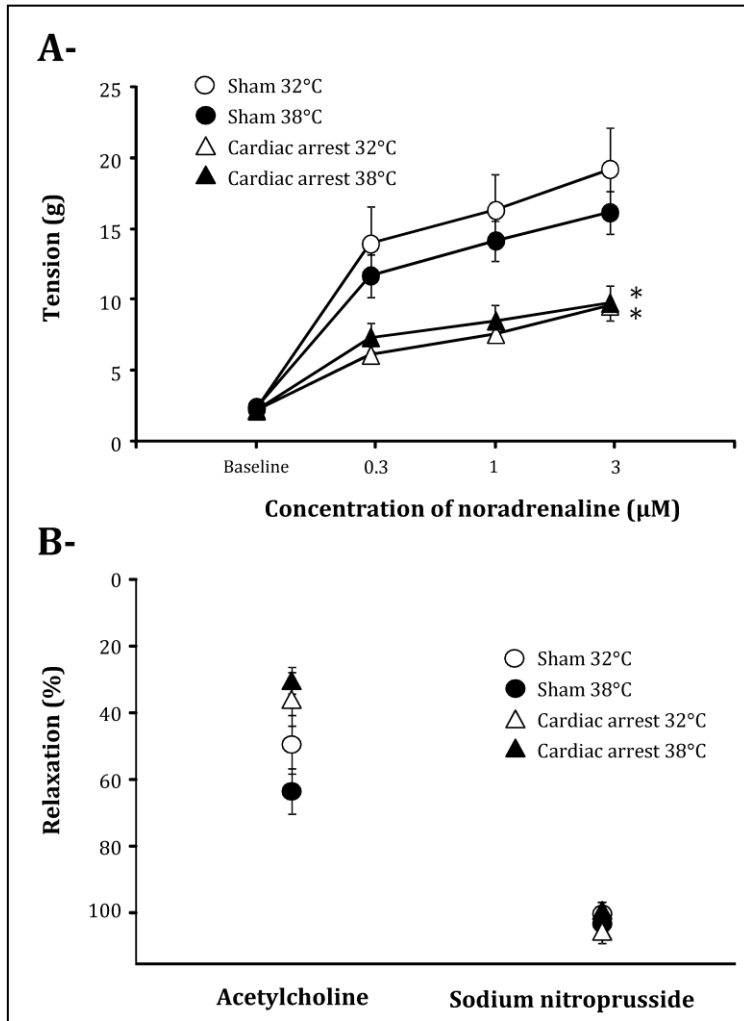 A-
25
20
15
10
5
0
Tension (g)
Sham 32°C
Sham 38°C
Cardiac arrest 32°C
Cardiac arrest 38°C
*
*
Baseline 0.3 1 3
Concentration of noradrenaline (µM)
B-
0
20
40
60
80
100
Relaxation (%)
Sham 32°C
Sham 38°C
Cardiac arrest 32°C
Cardiac arrest 38°C
Acetylcholine Sodium nitroprusside